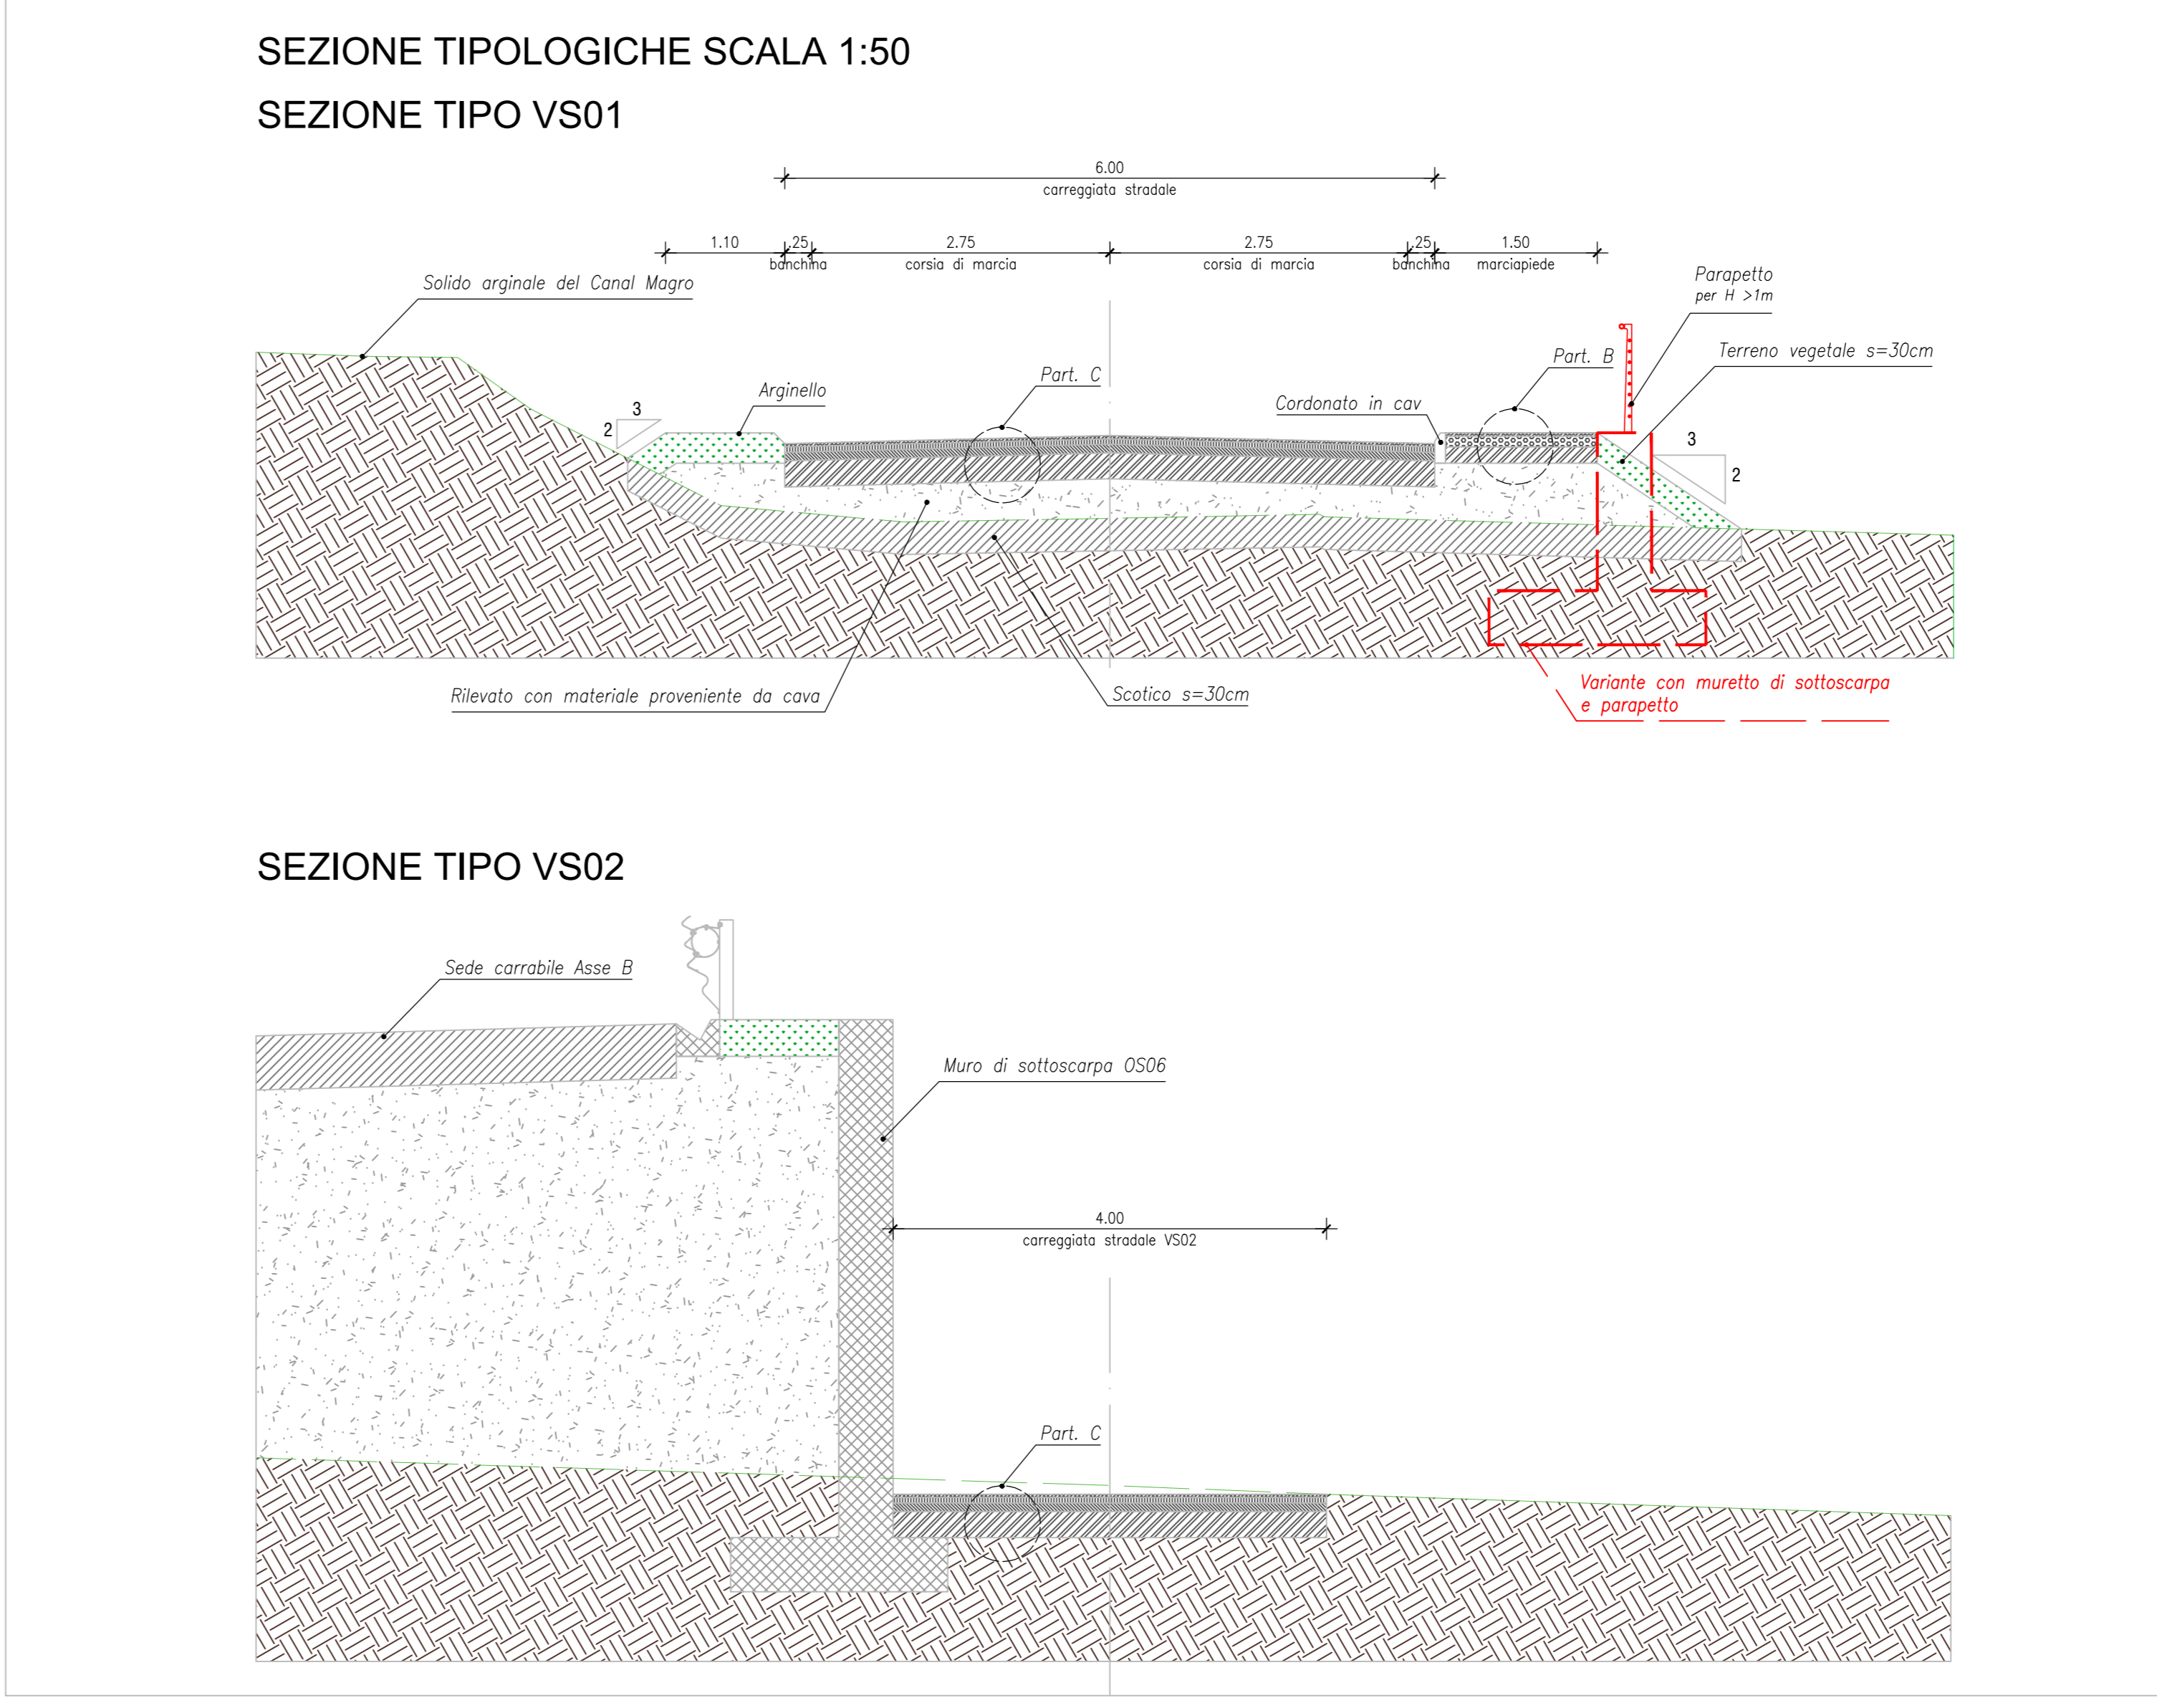 SEZIONE TIPOLOGICHE SCALA 1:50
SEZIONE TIPO VS01
6.00
carreggiata stradale
1.10
.25
2.75
2.75
.25
1.50
banchina
corsia di marcia
corsia di marcia
banchina
marciapiede
Solido arginale del Canal Magro
Parapetto
per H >1m
Part. B
Terreno vegetale s=30cm
Part. C
Arginello
Cordonato in cav
3
2
3
2
Rilevato con materiale proveniente da cava
Scotico s=30cm
Variante con muretto di sottoscarpa
e parapetto
SEZIONE TIPO VS02
Sede carrabile Asse B
Muro di sottoscarpa OS06
4.00
carreggiata stradale VS02
Part. C